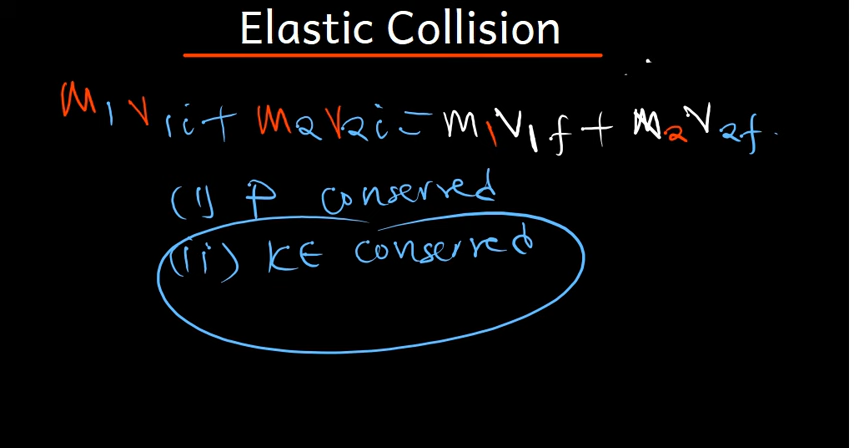 Elastic Collision
m₁v₁ᵢ + m₂v₂ᵢ = m₁v₁f + m₂v₂f
(i) P conserved
(ii) KE conserved